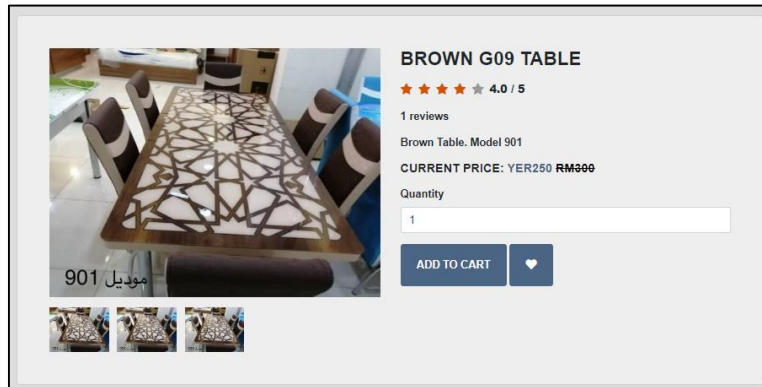 BROWN G09 TABLE
4.0 / 5
1 reviews
Brown Table. Model 901
CURRENT PRICE: YER250 RM300
Quantity
1
ADD TO CART
موديل 901